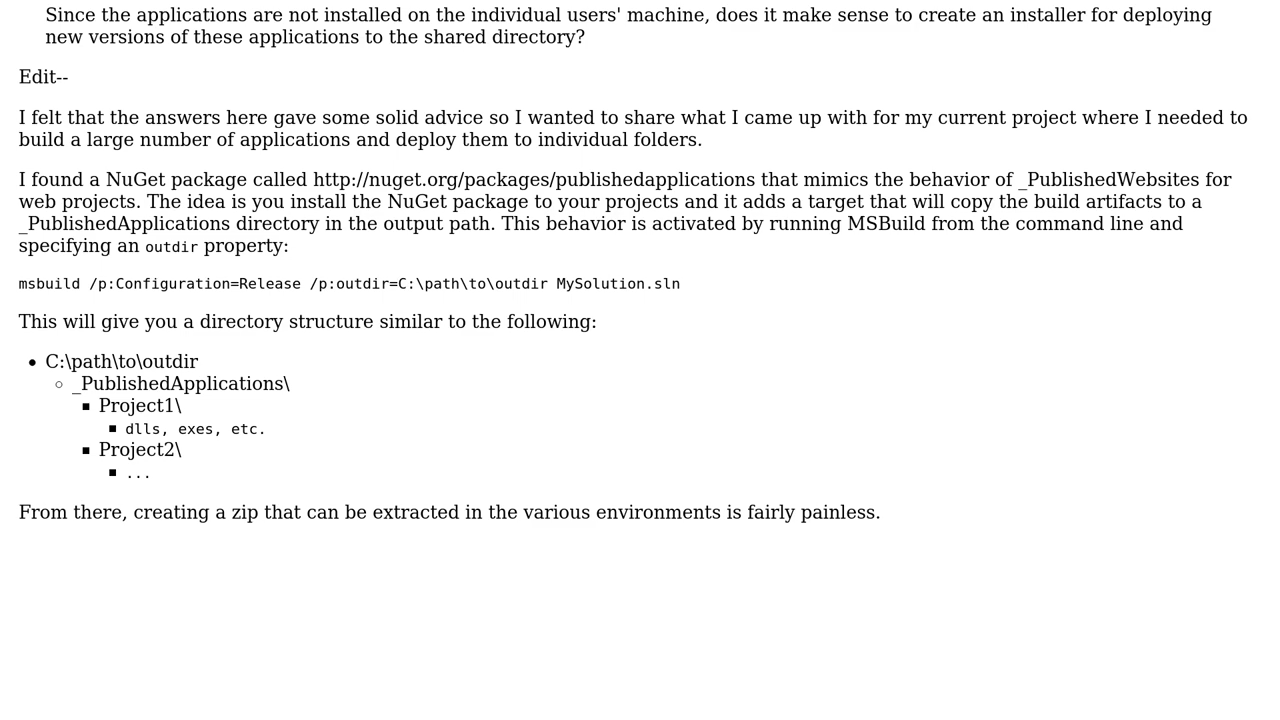 Since the applications are not installed on the individual users' machine, does it make sense to create an installer for deploying
new versions of these applications to the shared directory?
Edit--
I felt that the answers here gave some solid advice so I wanted to share what I came up with for my current project where I needed to
build a large number of applications and deploy them to individual folders.
I found a NuGet package called http://nuget.org/packages/publishedapplications that mimics the behavior of _PublishedWebsites for
web projects. The idea is you install the NuGet package to your projects and it adds a target that will copy the build artifacts to a
_PublishedApplications directory in the output path. This behavior is activated by running MSBuild from the command line and
specifying an outdir property:
msbuild /p:Configuration=Release /p:outdir=C:\path\to\outdir MySolution.sln
This will give you a directory structure similar to the following:
• C:\path\to\outdir
◦ _PublishedApplications\
▪ Project1\
▪ dlls, exes, etc.
▪ Project2\
▪ ...
From there, creating a zip that can be extracted in the various environments is fairly painless.